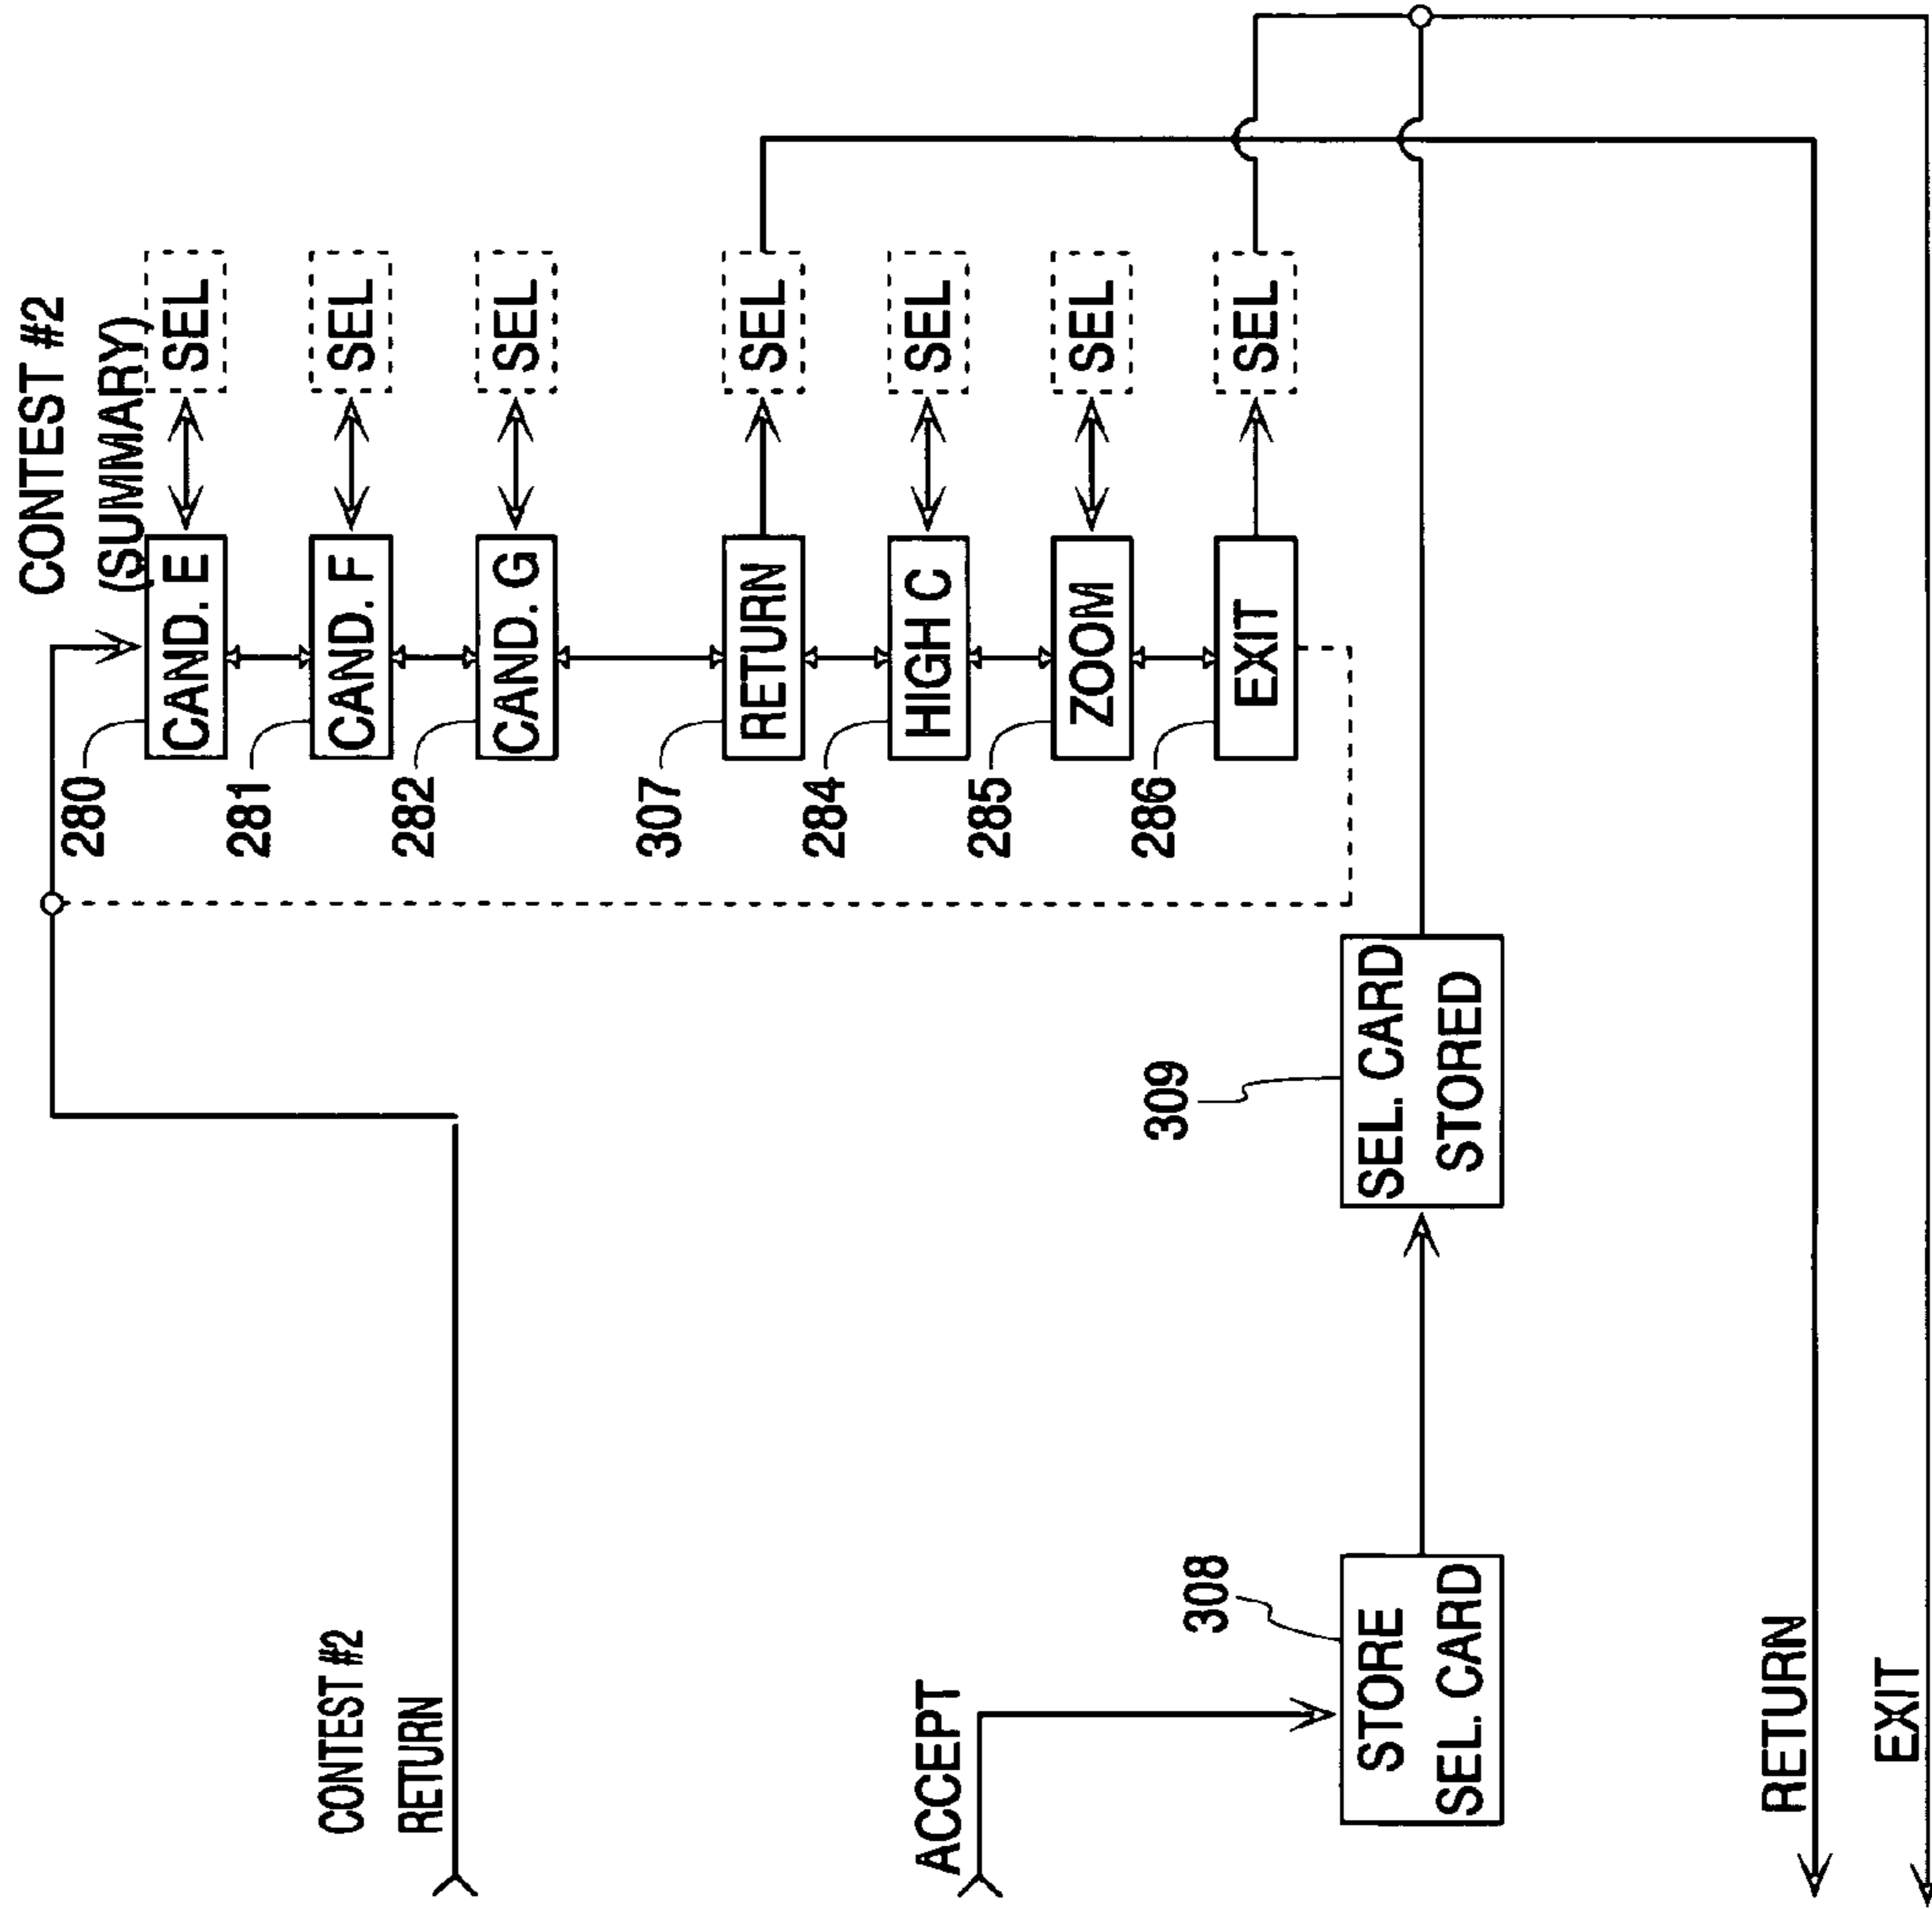 CONTEST #2
(SUMMARY)
280
CAND. E
SEL
281
CAND. F
SEL
282
CAND. G
SEL
307
RETURN
SEL
284
HIGH C
SEL
285
ZOOM
SEL
286
EXIT
SEL
CONTEST #2
RETURN
ACCEPT
308
STORE
SEL. CARD
309
SEL. CARD
STORED
RETURN
EXIT